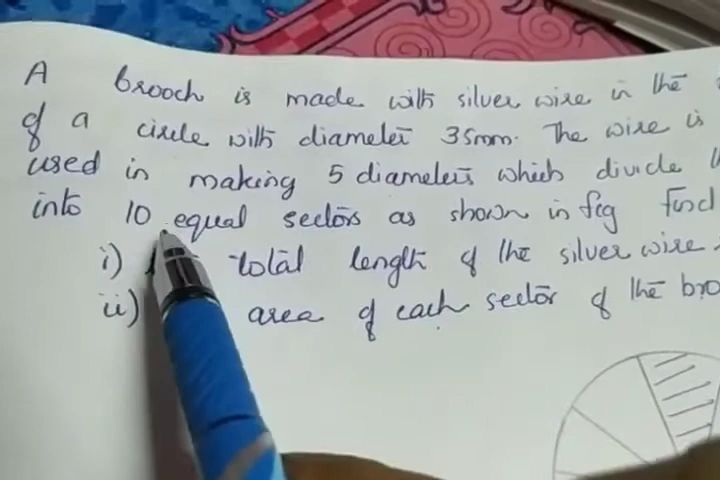 A brooch is made with silver wire in the
of a circle with diameter 35mm. The wire is
used in making 5 diameters which divide
into 10 equal sectors as shown in fig Find
i) total length of the silver wire
ii) area of each sector of the bro